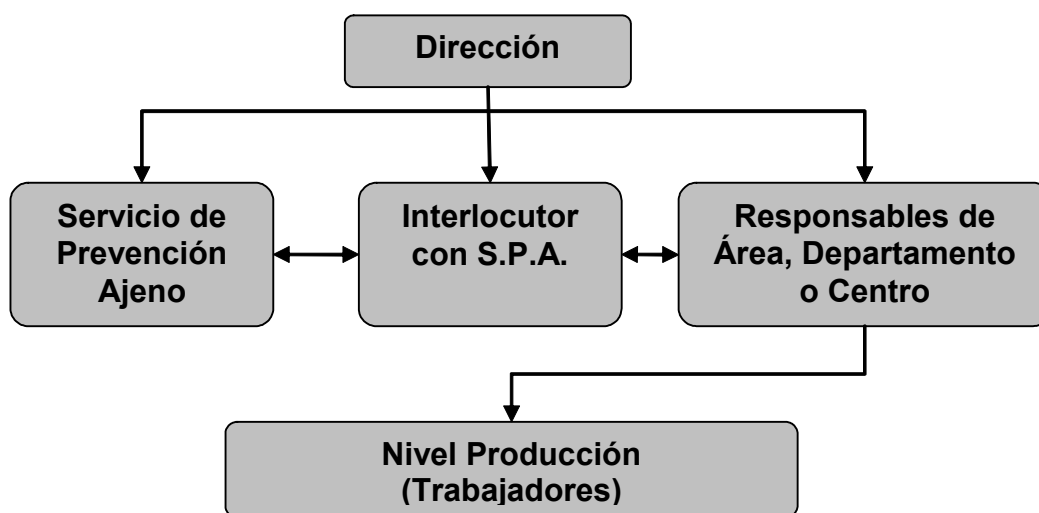 Dirección
Servicio de
Prevención
Ajeno
Interlocutor
con S.P.A.
Responsables de
Área, Departamento
o Centro
Nivel Producción
(Trabajadores)